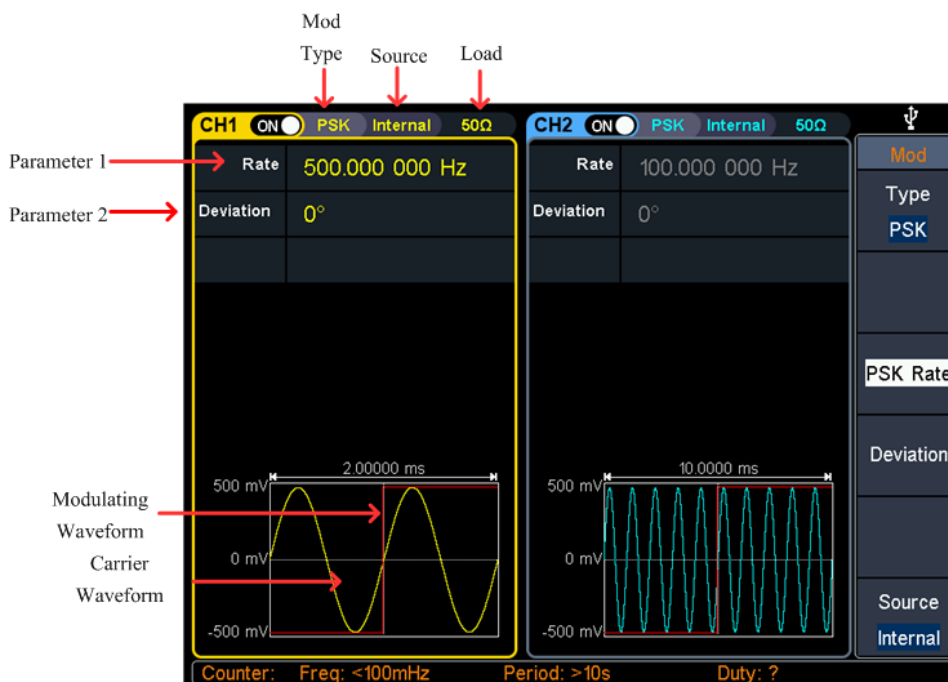 Mod
Type
Source
Load
CH1 ON PSK Internal 50Ω
CH2 ON PSK Internal 50Ω
Parameter 1
Rate 500.000 000 Hz
Rate 100.000 000 Hz
Mod
Parameter 2
Deviation 0°
Deviation 0°
Type
PSK
PSK Rate
Deviation
2.00000 ms
10.0000 ms
500 mV
500 mV
Modulating
Waveform
0 mV
0 mV
Carrier
Waveform
-500 mV
-500 mV
Source
Internal
Counter: Freq: <100mHz Period: >10s Duty: ?